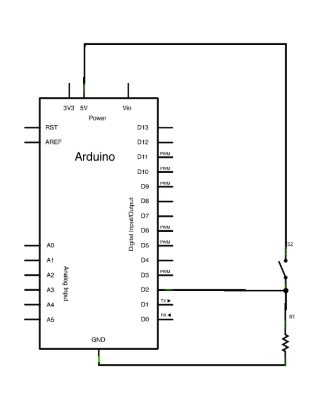 3V3 5V Vin
Power
RST D13
AREF D12
Arduino
D11 PWM
D10 PWM
D9 PWM
D8
D7
D6 PWM
Digital Input/Output
A0 D5 PWM
A1 D4
A2 D3 PWM
A3 D2
A4 D1 TX ▶
A5 D0 RX ◀
Analog Input
GND
S2
R1